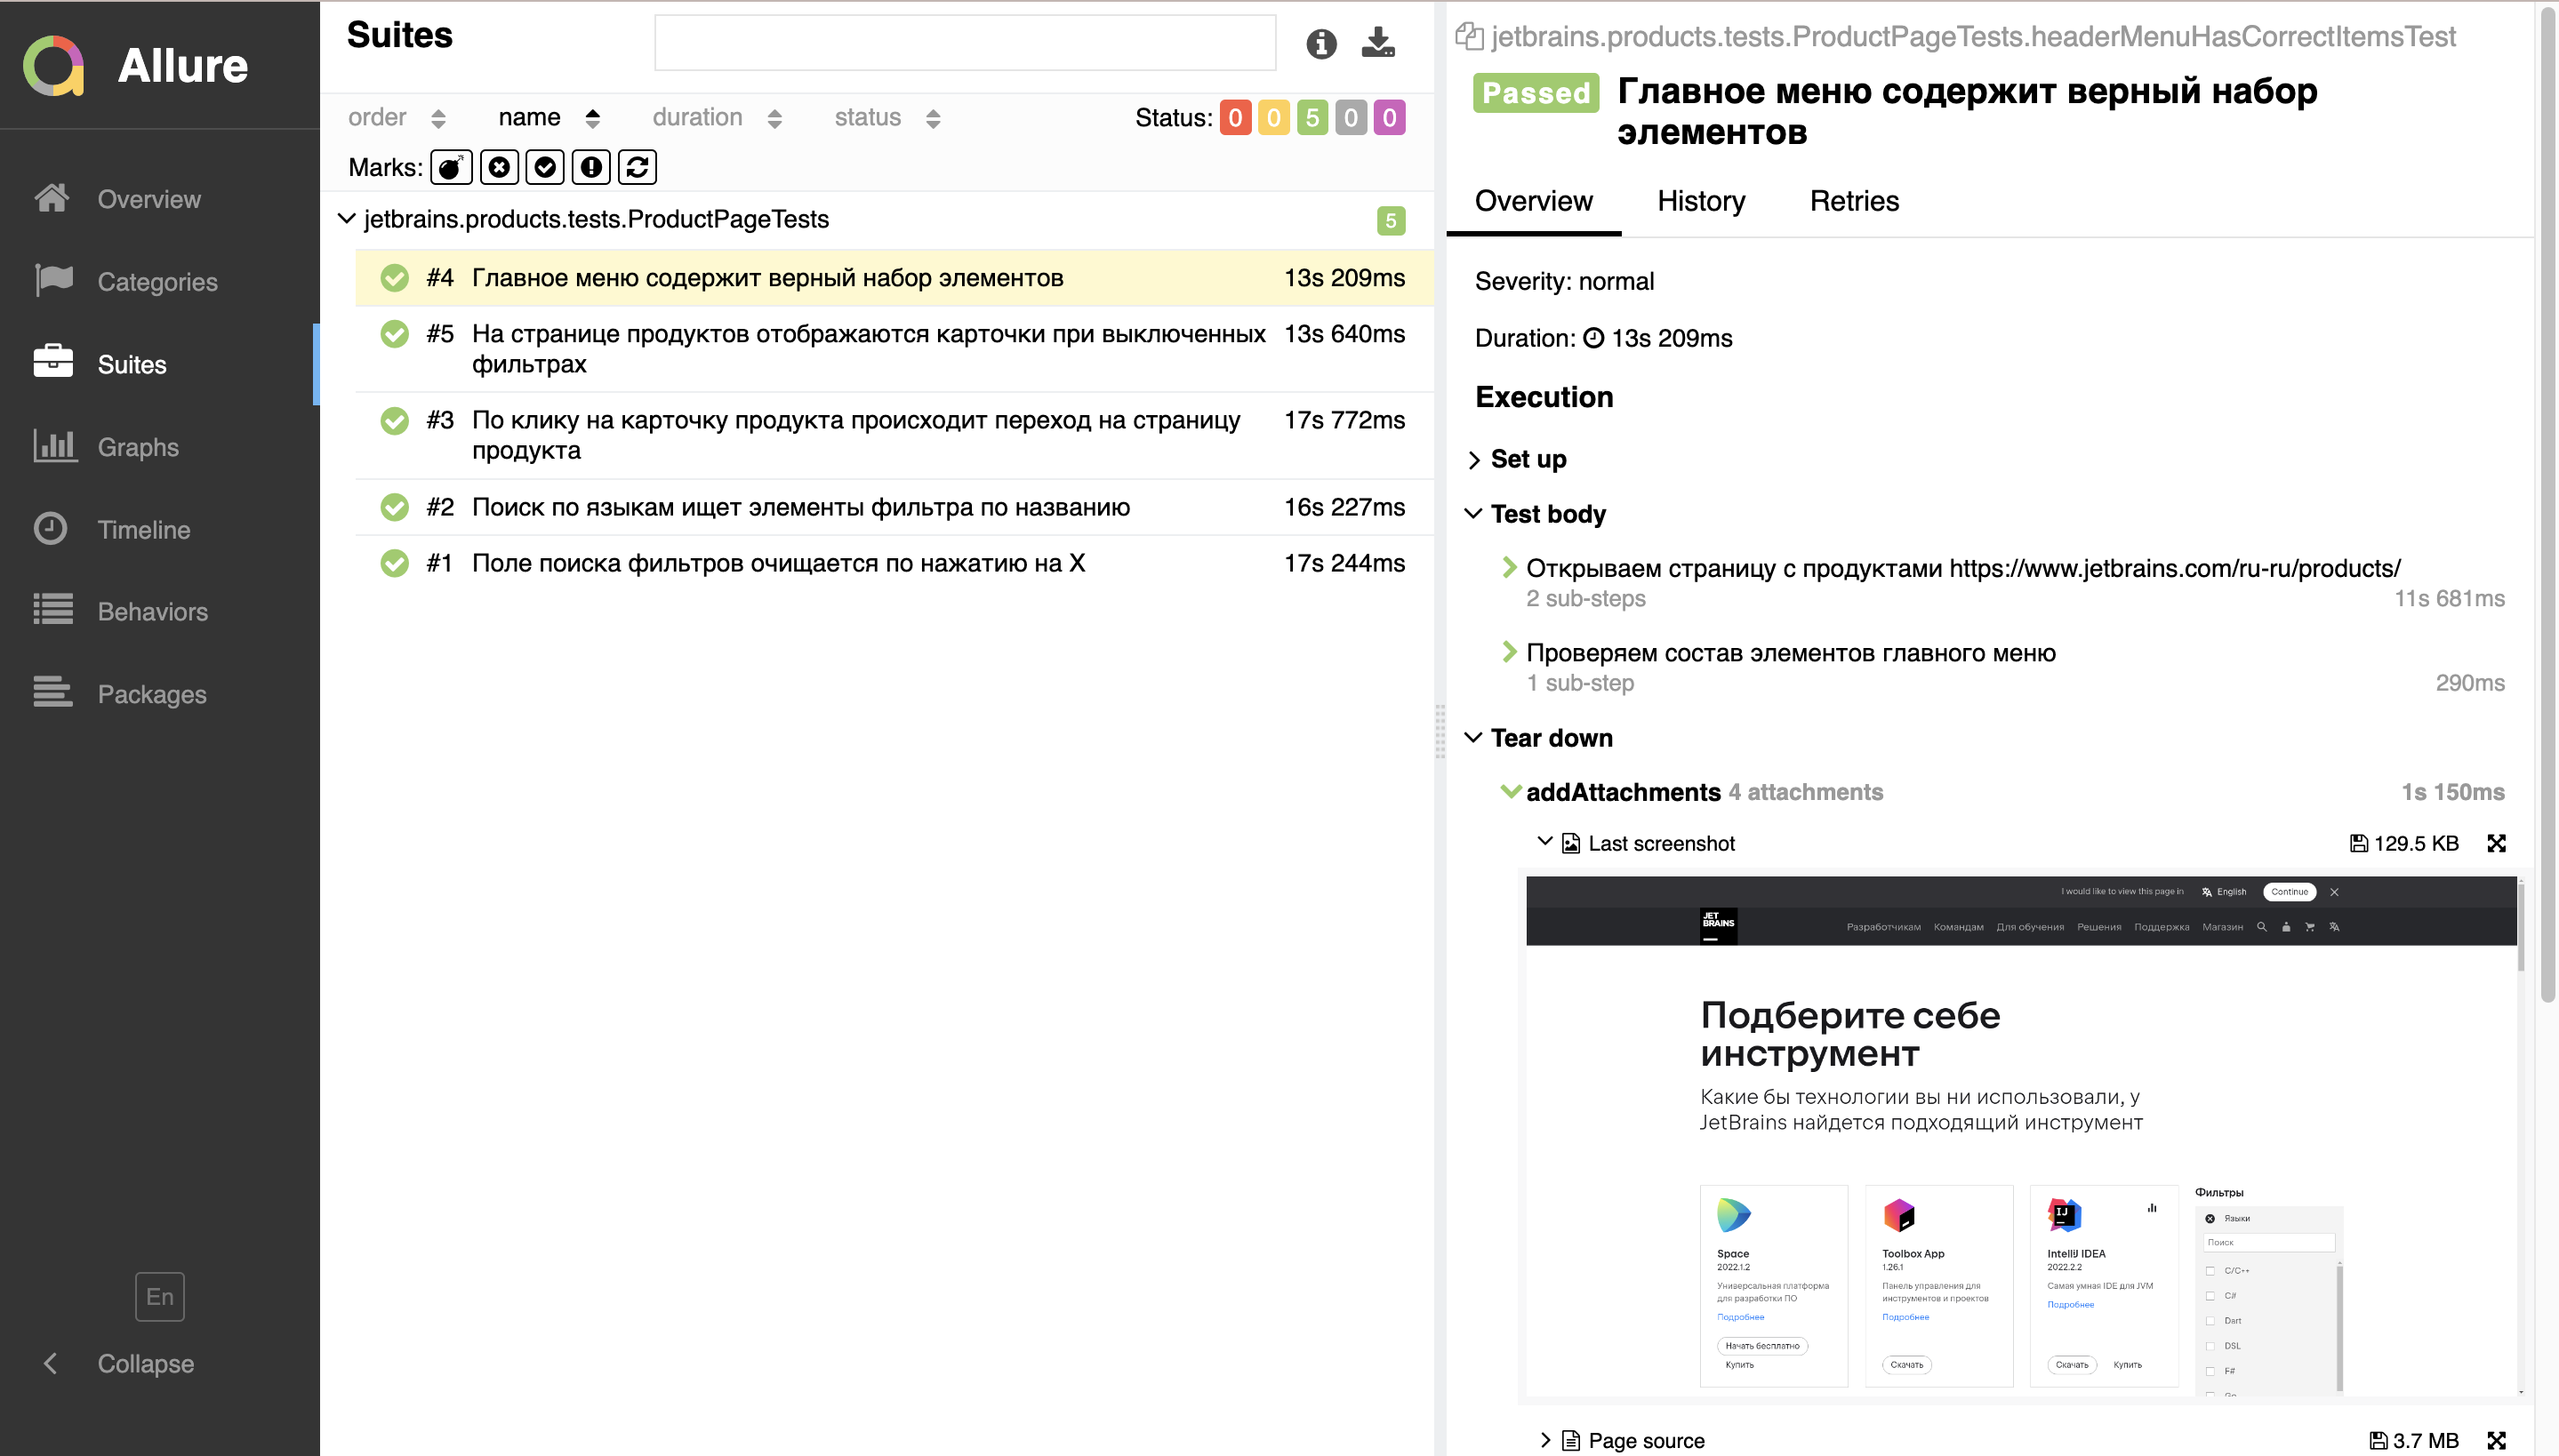 Allure
Overview
Categories
Suites
Graphs
Timeline
Behaviors
Packages
En
Collapse
Suites
order name duration status Status: 0 0 5 0 0
Marks:
jetbrains.products.tests.ProductPageTests 5
#4 Главное меню содержит верный набор элементов 13s 209ms
#5 На странице продуктов отображаются карточки при выключенных 13s 640ms
фильтрах
#3 По клику на карточку продукта происходит переход на страницу 17s 772ms
продукта
#2 Поиск по языкам ищет элементы фильтра по названию 16s 227ms
#1 Поле поиска фильтров очищается по нажатию на X 17s 244ms
jetbrains.products.tests.ProductPageTests.headerMenuHasCorrectItemsTest
Passed Главное меню содержит верный набор
элементов
Overview History Retries
Severity: normal
Duration: 13s 209ms
Execution
Set up
Test body
Открываем страницу с продуктами https://www.jetbrains.com/ru-ru/products/
2 sub-steps 11s 681ms
Проверяем состав элементов главного меню
1 sub-step 290ms
Tear down
addAttachments 4 attachments 1s 150ms
Last screenshot 129.5 KB
I would like to view this page in English Continue
JET
BRAINS
Разработчикам Командам Для обучения Решения Поддержка Магазин
Подберите себе
инструмент
Какие бы технологии вы ни использовали, у
JetBrains найдется подходящий инструмент
Space
2022.1.2
Универсальная платформа
для разработки ПО
Подробнее
Начать бесплатно
Купить
Toolbox App
1.26.1
Панель управления для
инструментов и проектов
Подробнее
Скачать
IJ
IntelliJ IDEA
2022.2.2
Самая умная IDE для JVM
Подробнее
Скачать Купить
Фильтры
Языки
Поиск
C/C++
C#
Dart
DSL
F#
Go
Page source 3.7 MB